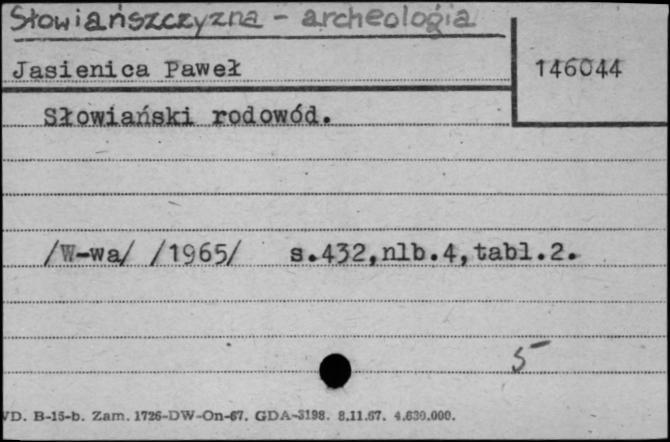 Słowiańszczyzna - archeologia
Jasienica Paweł
146044
Słowiański rodowód.
/W-wa/ /1965/ s.432,nlb.4,tabl.2.
5
VD. B-15-b. Zam. 1726-DW-On-67. GDA-3198. 8.11.67. 4.630.000.